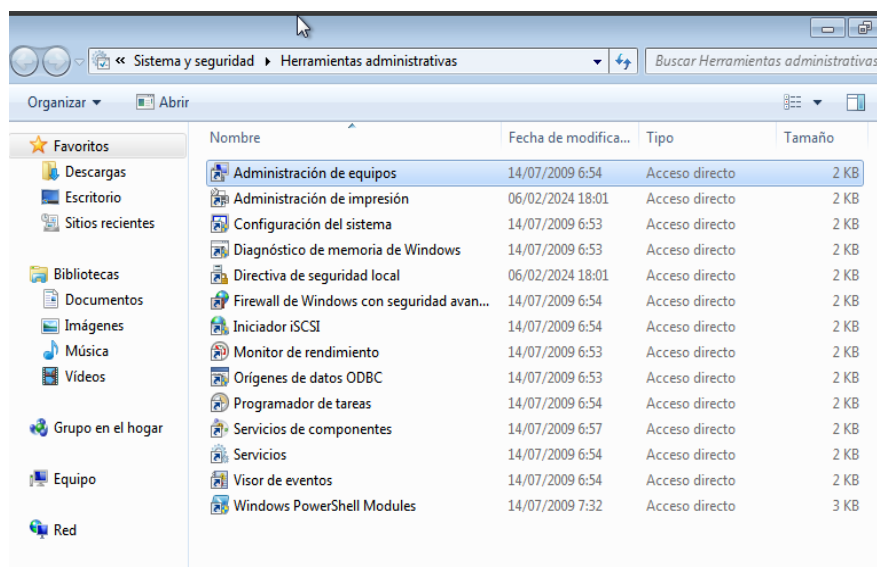 « Sistema y seguridad ▸ Herramientas administrativas
Buscar Herramientas administrativas
Organizar Abrir
Nombre Fecha de modifica... Tipo Tamaño
Favoritos
Descargas
Escritorio
Sitios recientes
Bibliotecas
Documentos
Imágenes
Música
Vídeos
Grupo en el hogar
Equipo
Red
Administración de equipos 14/07/2009 6:54 Acceso directo 2 KB
Administración de impresión 06/02/2024 18:01 Acceso directo 2 KB
Configuración del sistema 14/07/2009 6:53 Acceso directo 2 KB
Diagnóstico de memoria de Windows 14/07/2009 6:53 Acceso directo 2 KB
Directiva de seguridad local 06/02/2024 18:01 Acceso directo 2 KB
Firewall de Windows con seguridad avan... 14/07/2009 6:54 Acceso directo 2 KB
Iniciador iSCSI 14/07/2009 6:54 Acceso directo 2 KB
Monitor de rendimiento 14/07/2009 6:53 Acceso directo 2 KB
Orígenes de datos ODBC 14/07/2009 6:53 Acceso directo 2 KB
Programador de tareas 14/07/2009 6:54 Acceso directo 2 KB
Servicios de componentes 14/07/2009 6:57 Acceso directo 2 KB
Servicios 14/07/2009 6:54 Acceso directo 2 KB
Visor de eventos 14/07/2009 6:54 Acceso directo 2 KB
Windows PowerShell Modules 14/07/2009 7:32 Acceso directo 3 KB